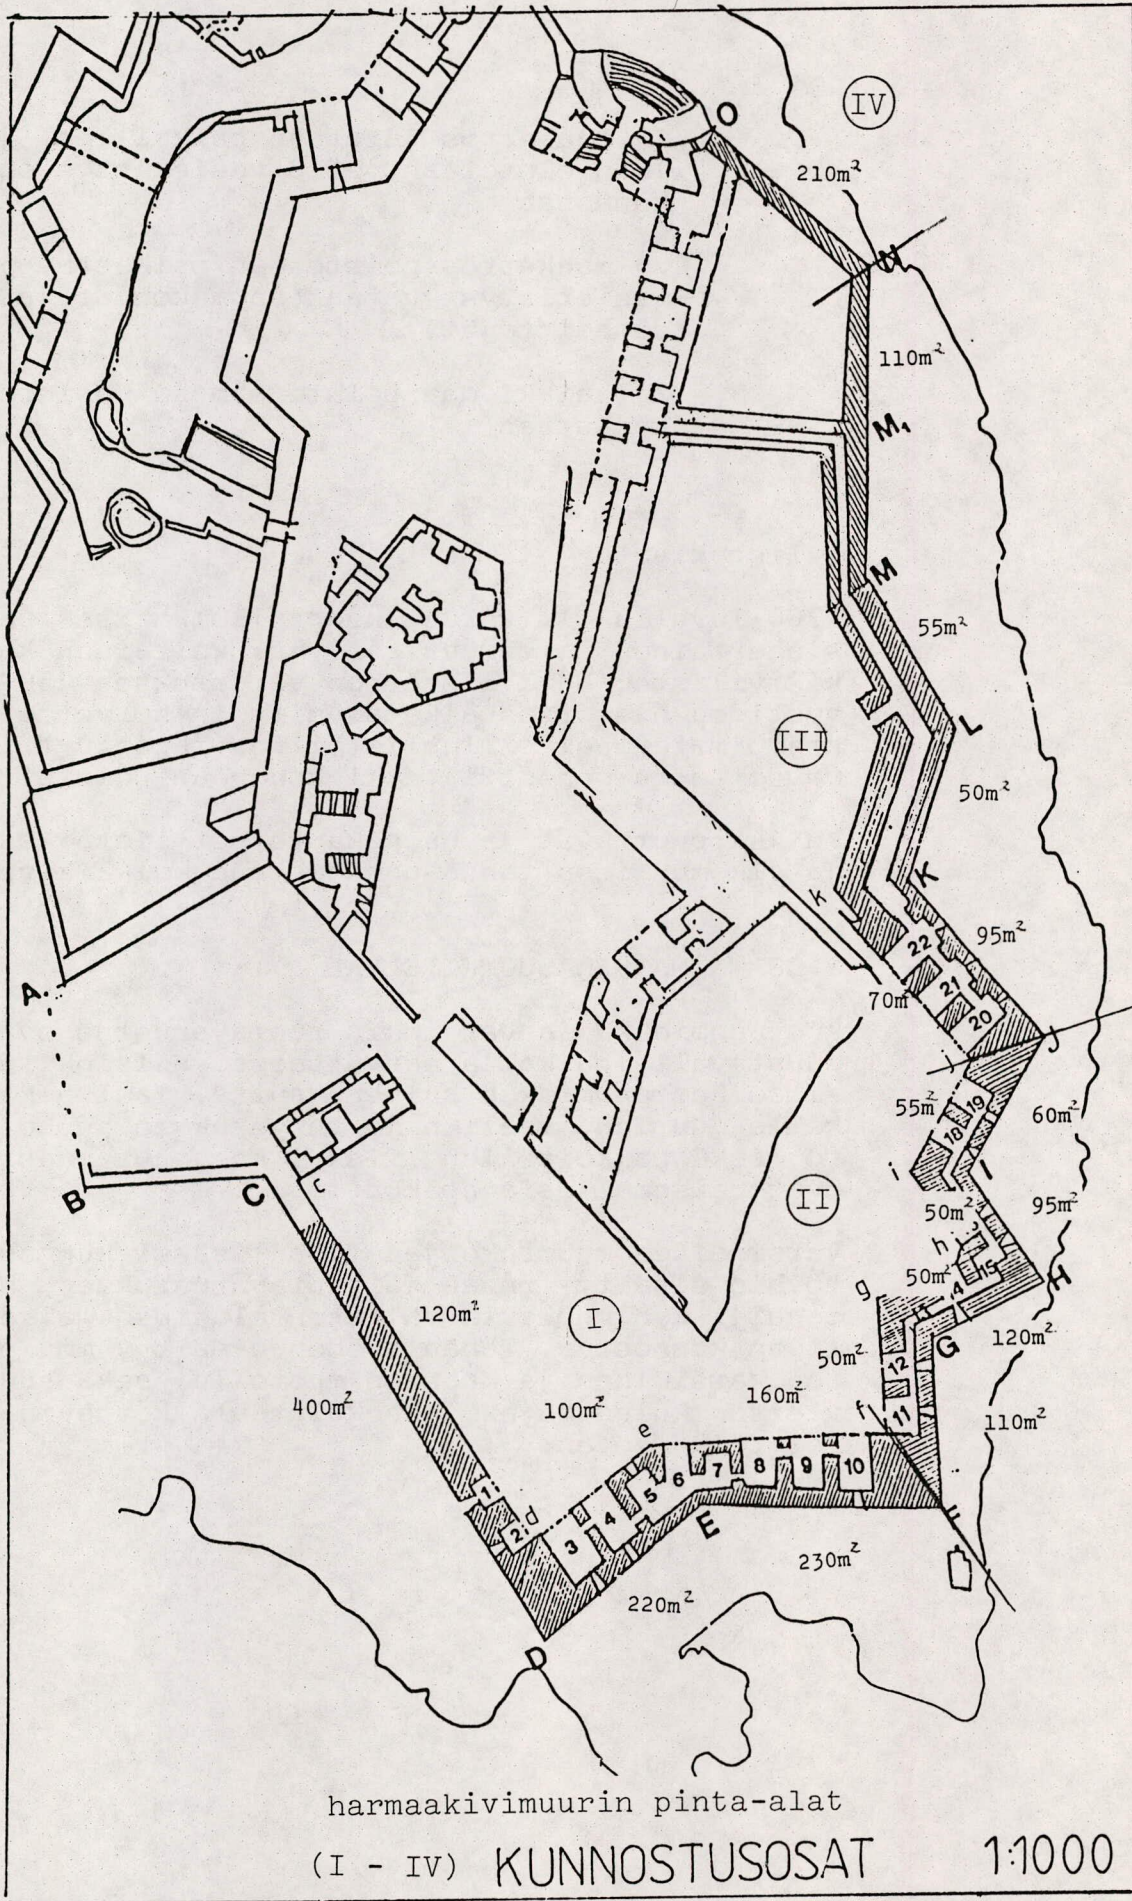 IV
O
210m²
N
110m²
M₁
M
55m²
III
L
50m²
k
K
22
95m²
21
70m
20
A.
J
j
55m²
19
18
60m²
i
I
B
C
c
II
50m²
95m²
h
15
50m²
4
H
g
13
G
120m²
120m²
I
50m²
12
400m²
100m²
160m²
f
11
110m²
e
1
2
d
3
4
5
6
7
8
9
10
E
F
230m²
220m²
D
harmaakivimuurin pinta-alat
(I - IV) KUNNOSTUSOSAT 1:1000